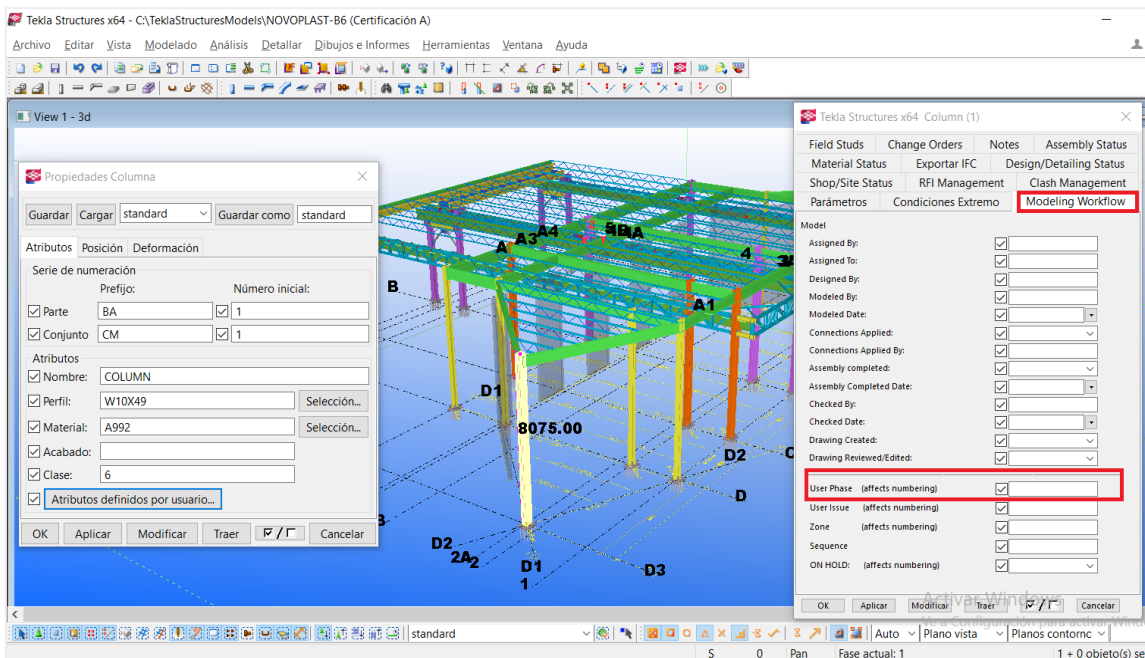 Tekla Structures x64 - C:\TeklaStructuresModels\NOVOPLAST-B6 (Certificación A)
Archivo Editar Vista Modelado Análisis Detallar Dibujos e Informes Herramientas Ventana Ayuda
View 1 - 3d
Propiedades Columna
Guardar Cargar standard Guardar como standard
Atributos Posición Deformación
Serie de numeración
Prefijo: Número inicial:
Parte BA 1
Conjunto CM 1
Atributos
Nombre: COLUMN
Perfil: W10X49 Selección...
Material: A992 Selección...
Acabado:
Clase: 6
Atributos definidos por usuario...
OK Aplicar Modificar Traer / Cancelar
A A3 A4
4
B
A1
D1
8075.00
D2
D
D2
2A 2
D1
1
D3
Tekla Structures x64 Column (1)
Field Studs Change Orders Notes Assembly Status
Material Status Exportar IFC Design/Detailing Status
Shop/Site Status RFI Management Clash Management
Parámetros Condiciones Extremo Modeling Workflow
Model
Assigned By:
Assigned To:
Designed By:
Modeled By:
Modeled Date:
Connections Applied:
Connections Applied By:
Assembly completed:
Assembly Completed Date:
Checked By:
Checked Date:
Drawing Created:
Drawing Reviewed/Edited:
User Phase (affects numbering)
User Issue (affects numbering)
Zone (affects numbering)
Sequence
ON HOLD: (affects numbering)
Activar Windows
OK Aplicar Modificar Traer / Cancelar
Ve a Configuración para activar Wind
standard Auto Plano vista Planos contornc
S 0 Pan Fase actual: 1 1 + 0 objeto(s) se